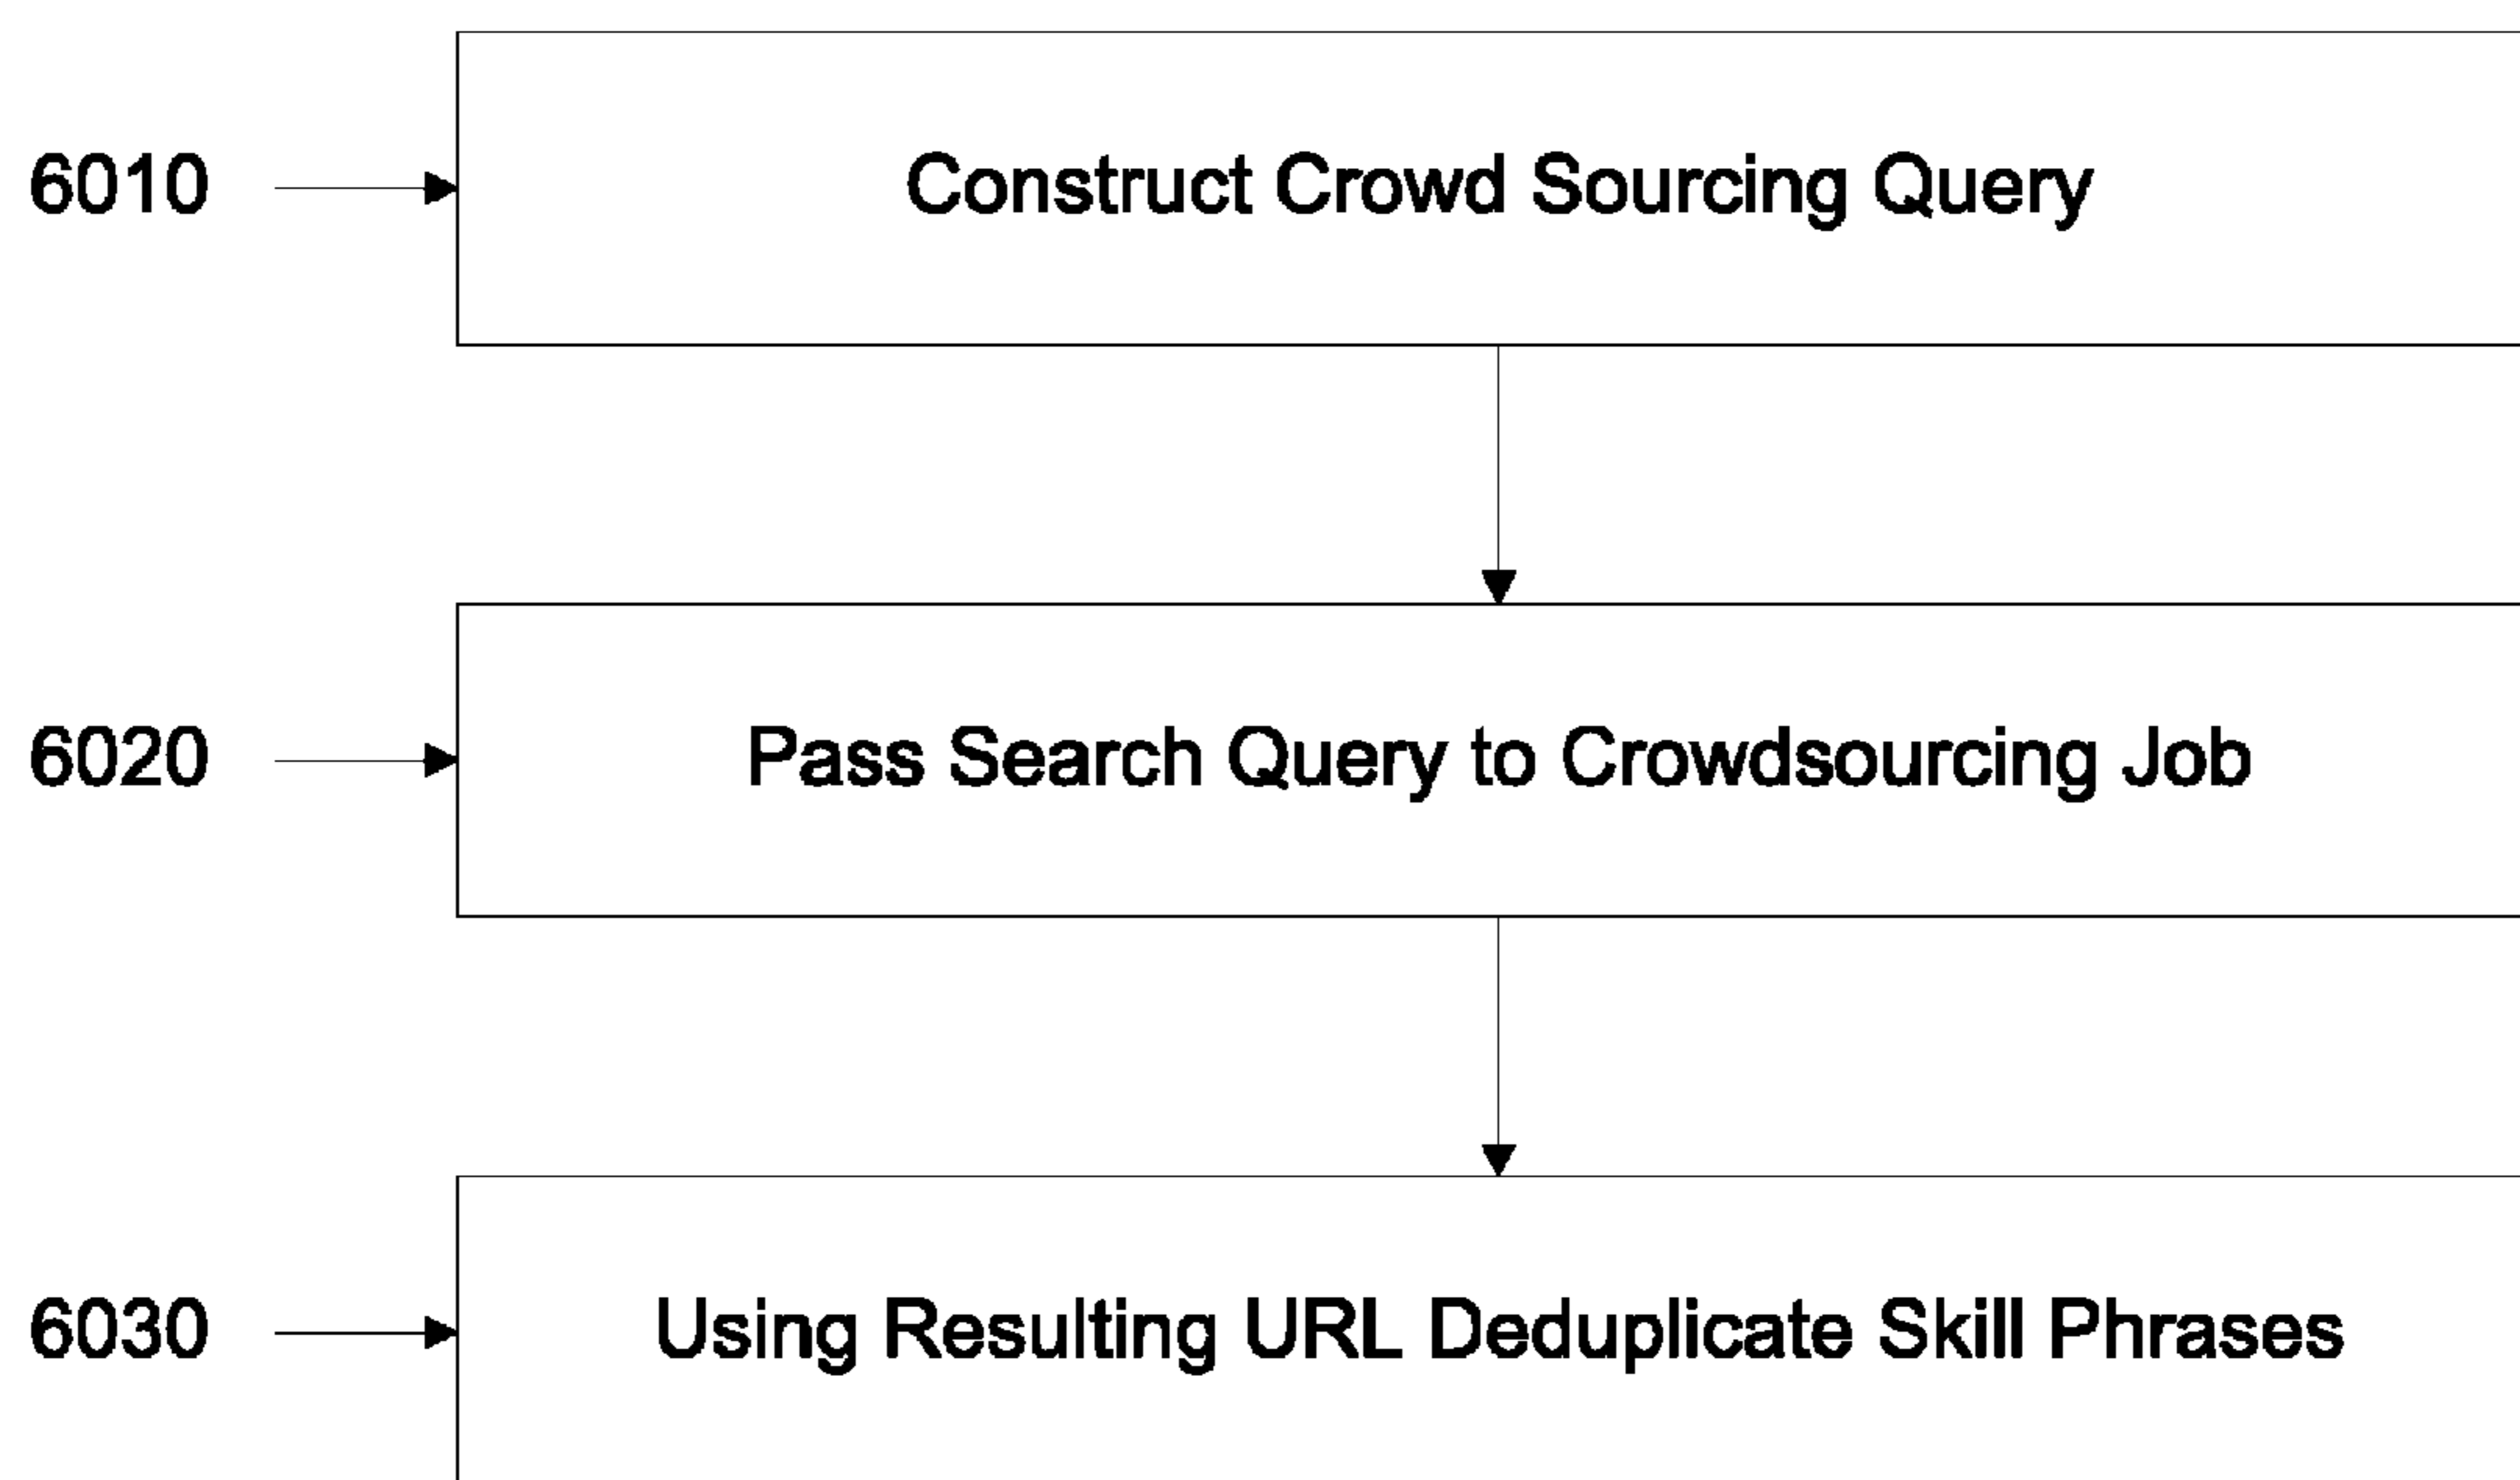 6010
Construct Crowd Sourcing Query
6020
Pass Search Query to Crowdsourcing Job
6030
Using Resulting URL Deduplicate Skill Phrases